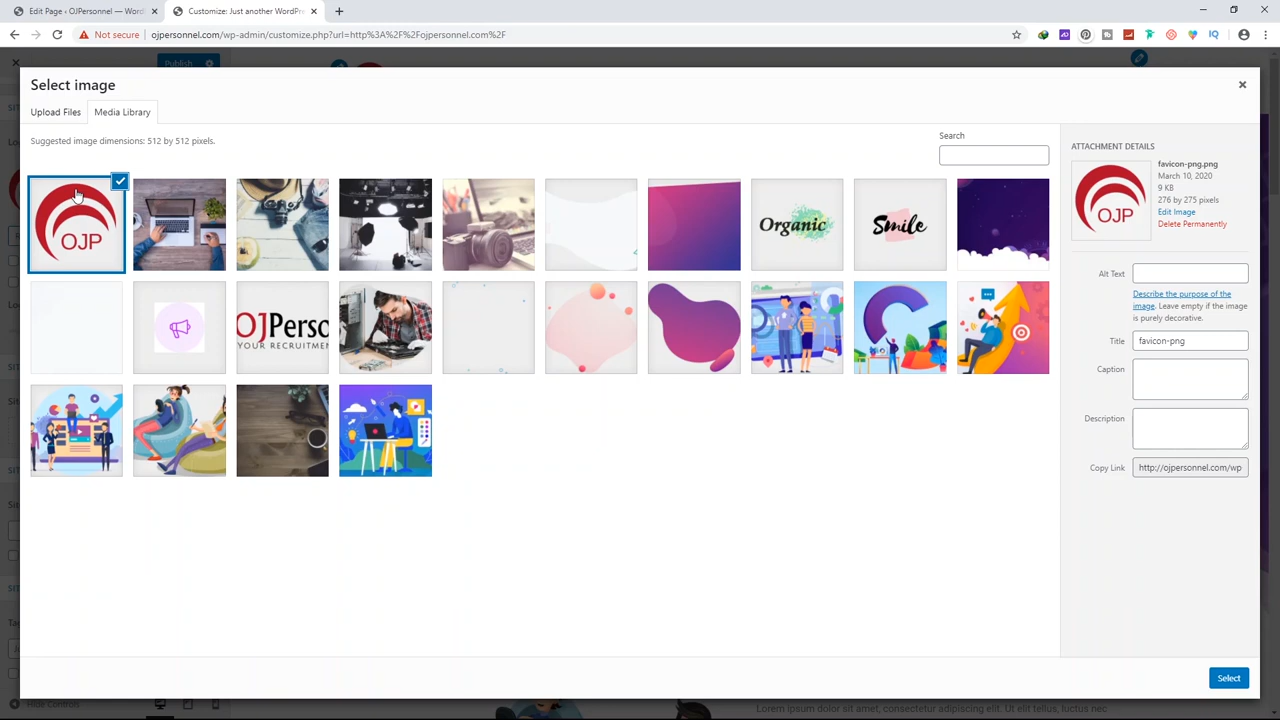 Edit Page ‹ OJPersonnel — Word
Customize: Just another WordPre
Not secure
ojpersonnel.com/wp-admin/customize.php?url=http%3A%2F%2Fojpersonnel.com%2F
Publish
Select image
Upload Files
Media Library
Suggested image dimensions: 512 by 512 pixels.
Search
OJP
Organic
Smile
OJPerso
YOUR RECRUITMEN
ATTACHMENT DETAILS
OJP
favicon-png.png
March 10, 2020
9 KB
276 by 275 pixels
Edit Image
Delete Permanently
Alt Text
Describe the purpose of the
image. Leave empty if the image
is purely decorative.
Title
favicon-png
Caption
Description
Copy Link
http://ojpersonnel.com/wp
Select
Hide Controls
Lorem ipsum dolor sit amet, consectetur adipiscing elit. Ut elit tellus, luctus nec